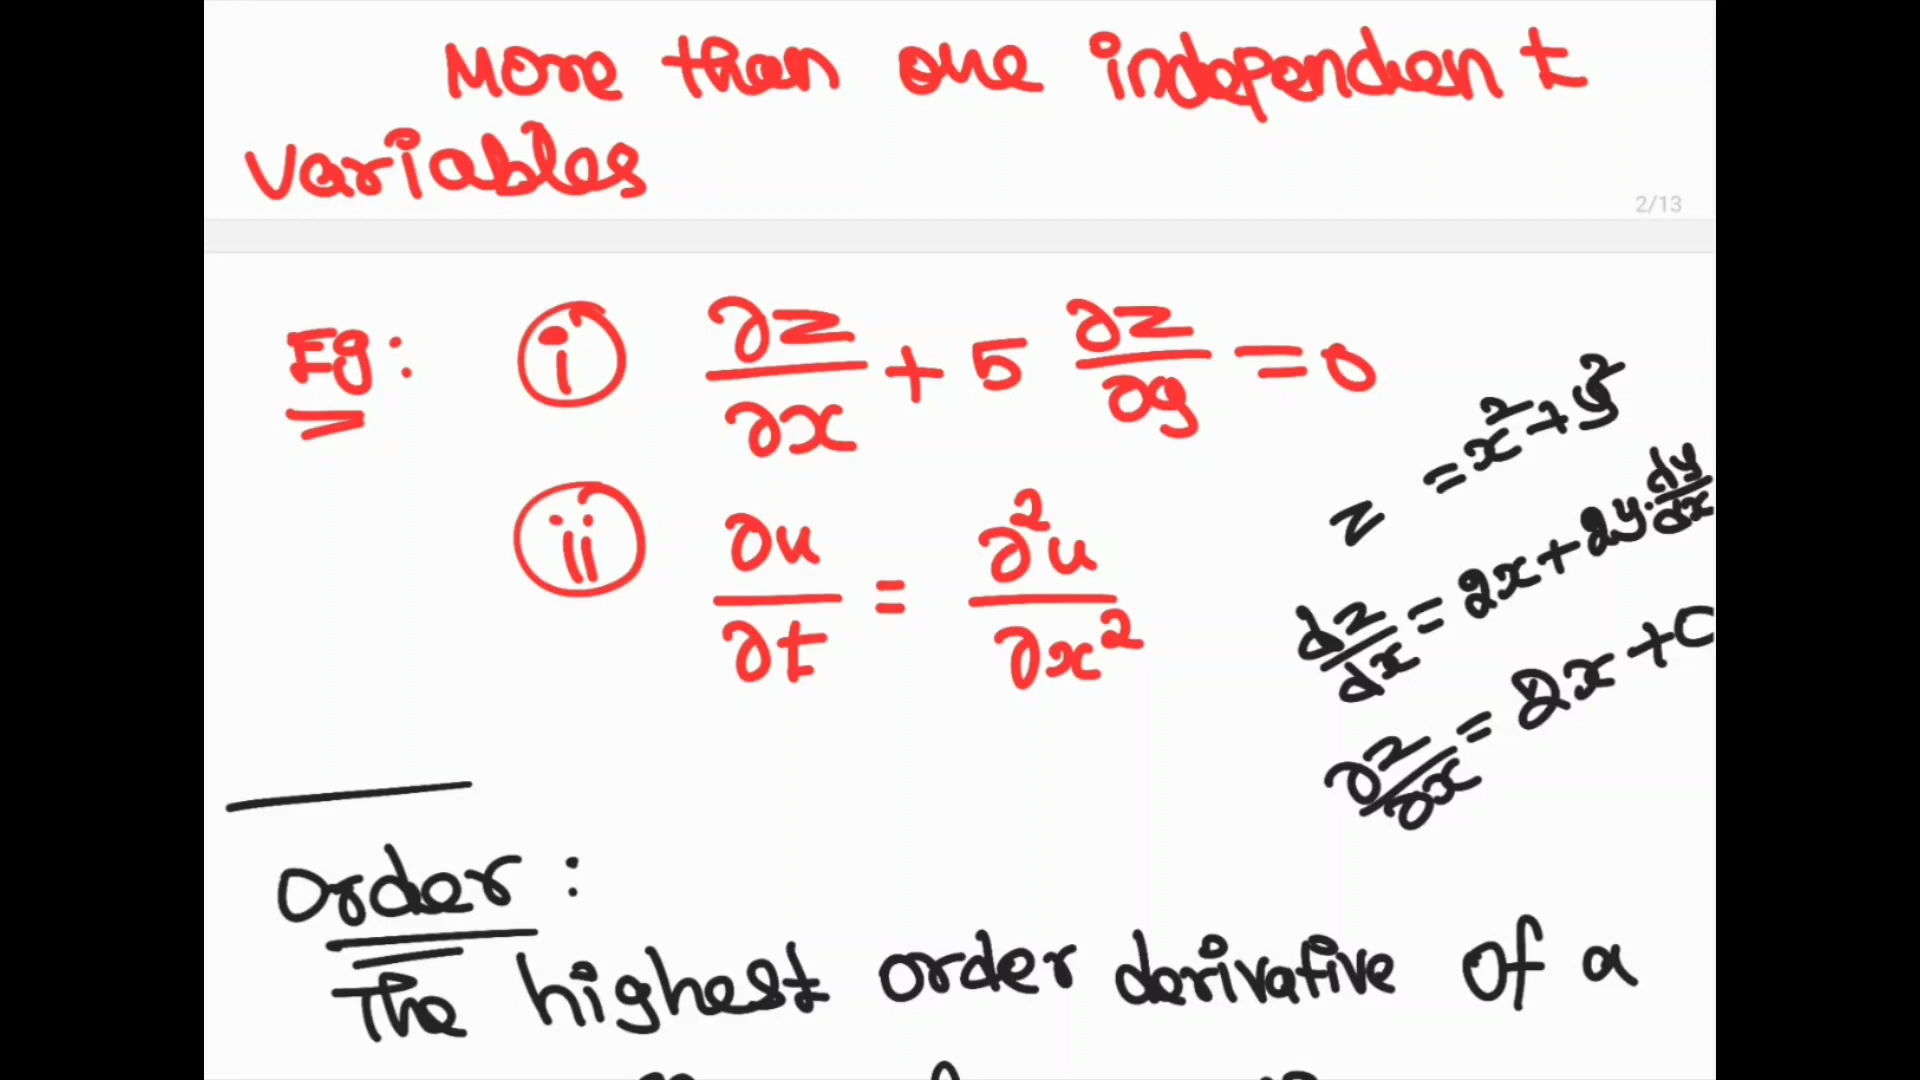 More than one independent
variables
2/13
Eg: (i) ∂z/∂x + 5 ∂z/∂y = 0
(ii) ∂u/∂t = ∂²u/∂x²
z = x² + y²
dz/dx = 2x + 2y · dy/dx
∂z/∂x = 2x + 0
Order :
The highest order derivative of a